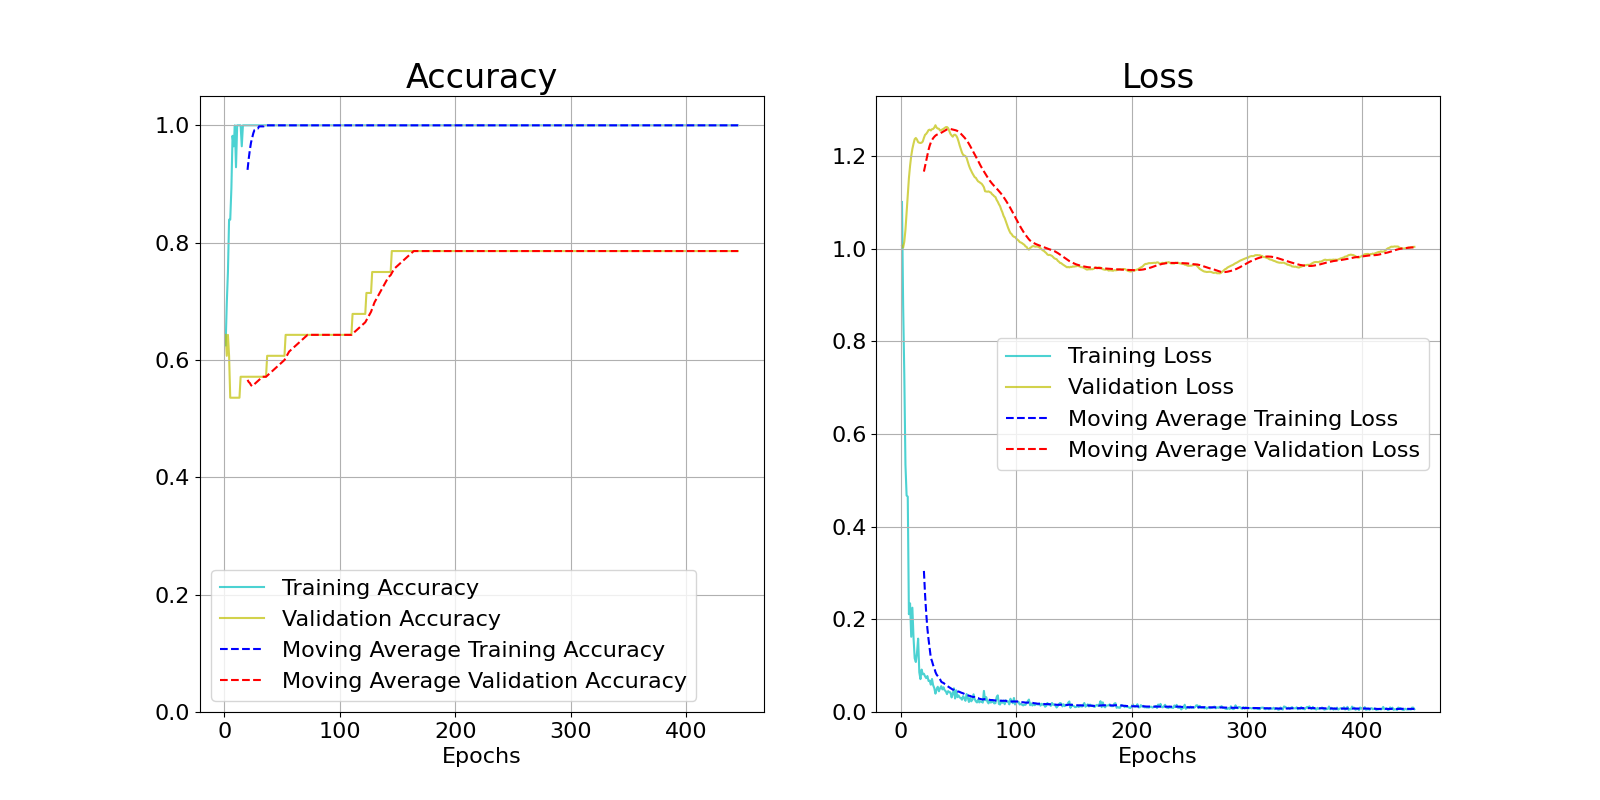 Accuracy
1.0
0.8
0.6
0.4
0.2
0.0
Training Accuracy
Validation Accuracy
Moving Average Training Accuracy
Moving Average Validation Accuracy
0 100 200 300 400
Epochs
Loss
1.2
1.0
0.8
0.6
0.4
0.2
0.0
Training Loss
Validation Loss
Moving Average Training Loss
Moving Average Validation Loss
0 100 200 300 400
Epochs